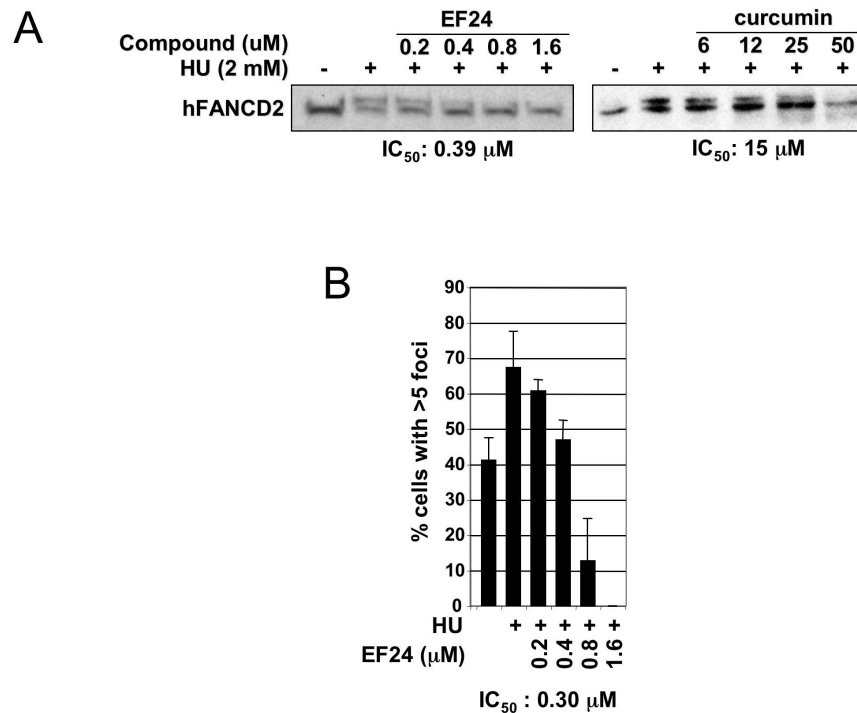 A
EF24 curcumin
Compound (uM) 0.2 0.4 0.8 1.6 6 12 25 50
HU (2 mM) - + + + + + - + + + + +
hFANCD2
IC50: 0.39 μM IC50: 15 μM
B
90
80
70
60
50
40
30
20
10
0
% cells with >5 foci
HU + + + + +
EF24 (μM) 0.2 0.4 0.8 1.6
IC50 : 0.30 μM